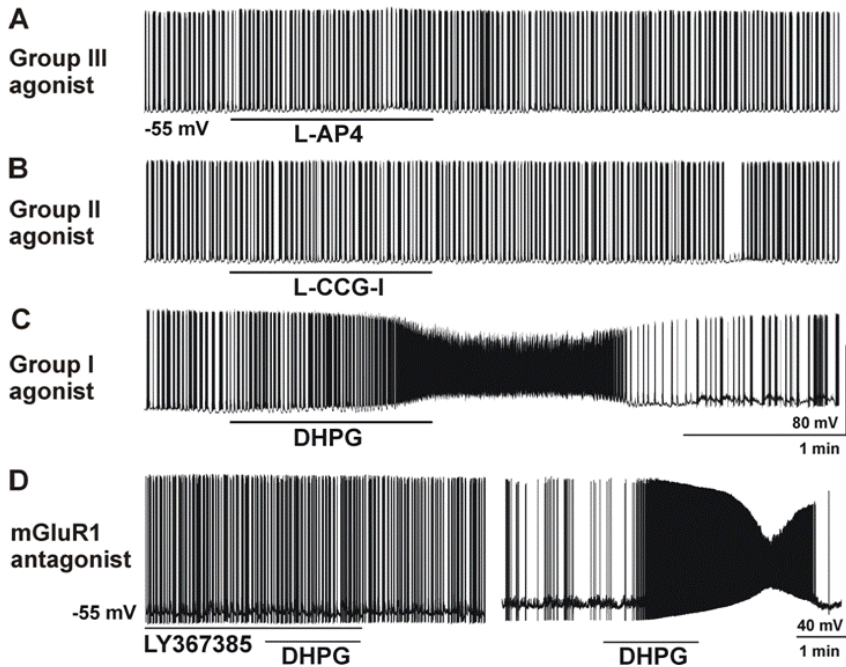 A
Group III
agonist
-55 mV
L-AP4
B
Group II
agonist
L-CCG-I
C
Group I
agonist
DHPG
80 mV
1 min
D
mGluR1
antagonist
-55 mV
LY367385
DHPG
DHPG
40 mV
1 min